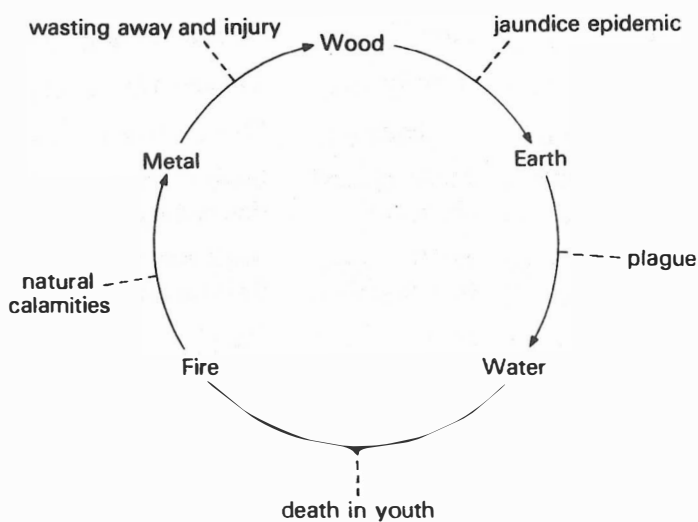 wasting away and injury
Wood
jaundice epidemic
Metal
Earth
natural
calamities
plague
Fire
Water
death in youth